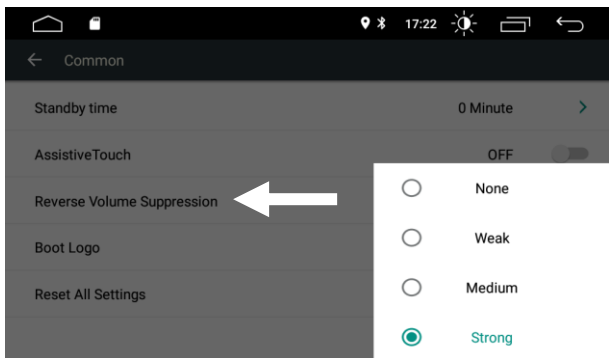 17:22
Common
Standby time 0 Minute
AssistiveTouch OFF
Reverse Volume Suppression
None
Weak
Boot Logo
Medium
Reset All Settings
Strong